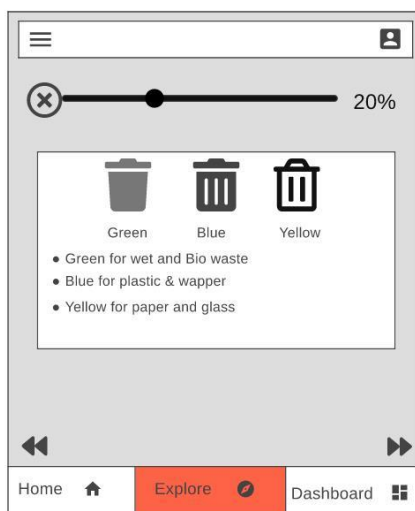 20%
Green Blue Yellow
● Green for wet and Bio waste
● Blue for plastic & wapper
● Yellow for paper and glass
Home Explore Dashboard